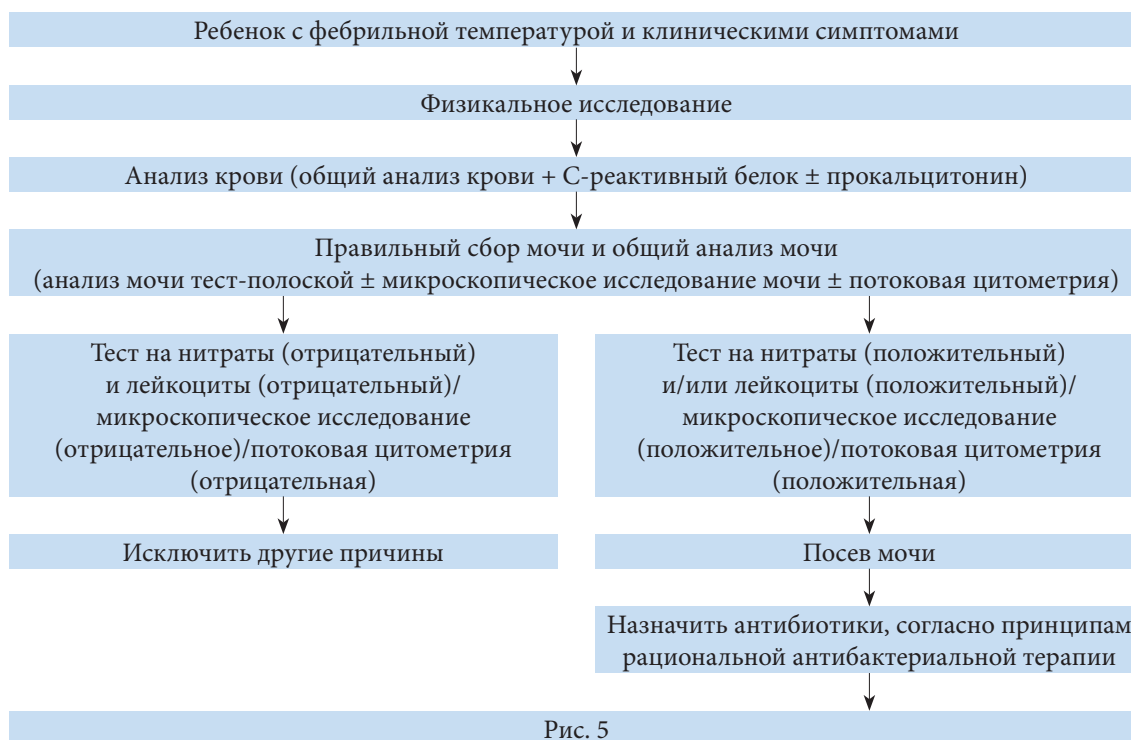 Ребенок с фебрильной температурой и клиническими симптомами
Физикальное исследование
Анализ крови (общий анализ крови + С-реактивный белок ± прокальцитонин)
Правильный сбор мочи и общий анализ мочи
(анализ мочи тест-полоской ± микроскопическое исследование мочи ± потоковая цитометрия)
Тест на нитраты (отрицательный)
и лейкоциты (отрицательный)/
микроскопическое исследование
(отрицательное)/потоковая цитометрия
(отрицательная)
Исключить другие причины
Тест на нитраты (положительный)
и/или лейкоциты (положительный)/
микроскопическое исследование
(положительное)/потоковая цитометрия
(положительная)
Посев мочи
Назначить антибиотики, согласно принципам
рациональной антибактериальной терапии
Рис. 5